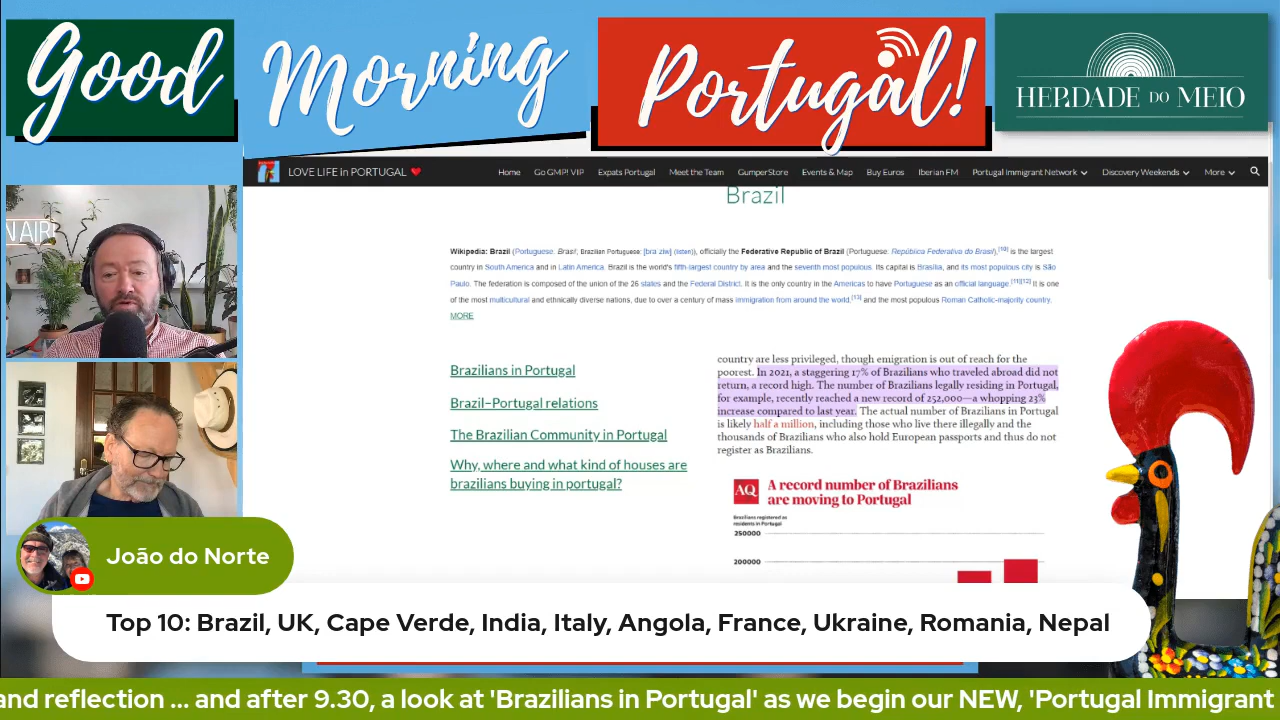 Good
Morning
Portugal!
HERDADE DO MEIO
LOVE LIFE in PORTUGAL
Home
Go GMP! VIP
Expats Portugal
Meet the Team
GumperStore
Events & Map
Buy Euros
Iberian FM
Portugal Immigrant Network
Discovery Weekends
More
Brazil
Wikipedia: Brazil (Portuguese: Brasil; Brazilian Portuguese: [bɾaˈziw] (listen)), officially the Federative Republic of Brazil (Portuguese: República Federativa do Brasil),[10] is the largest
country in South America and in Latin America. Brazil is the world's fifth-largest country by area and the seventh most populous. Its capital is Brasília, and its most populous city is São
Paulo. The federation is composed of the union of the 26 states and the Federal District. It is the only country in the Americas to have Portuguese as an official language.[11][12] It is one
of the most multicultural and ethnically diverse nations, due to over a century of mass immigration from around the world,[13] and the most populous Roman Catholic-majority country.
MORE
Brazilians in Portugal
Brazil–Portugal relations
The Brazilian Community in Portugal
Why, where and what kind of houses are
brazilians buying in portugal?
country are less privileged, though emigration is out of reach for the
poorest. In 2021, a staggering 17% of Brazilians who traveled abroad did not
return, a record high. The number of Brazilians legally residing in Portugal,
for example, recently reached a new record of 252,000—a whopping 23%
increase compared to last year. The actual number of Brazilians in Portugal
is likely half a million, including those who live there illegally and the
thousands of Brazilians who also hold European passports and thus do not
register as Brazilians.
AQ
A record number of Brazilians
are moving to Portugal
Brazilians registered as
residents in Portugal
250000
200000
N AIR
João do Norte
Top 10: Brazil, UK, Cape Verde, India, Italy, Angola, France, Ukraine, Romania, Nepal
and reflection ... and after 9.30, a look at 'Brazilians in Portugal' as we begin our NEW, 'Portugal Immigrant